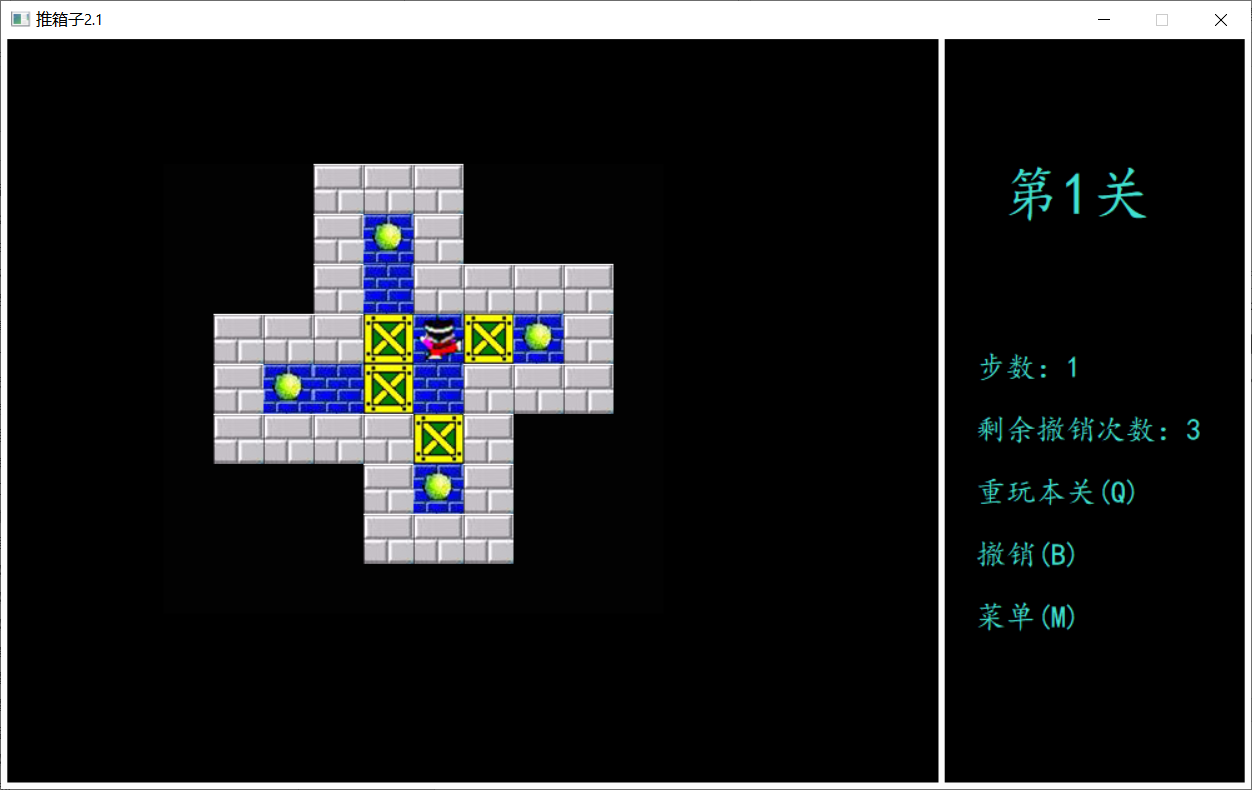 推箱子2.1
第1关
步数：1
剩余撤销次数：3
重玩本关(Q)
撤销(B)
菜单(M)